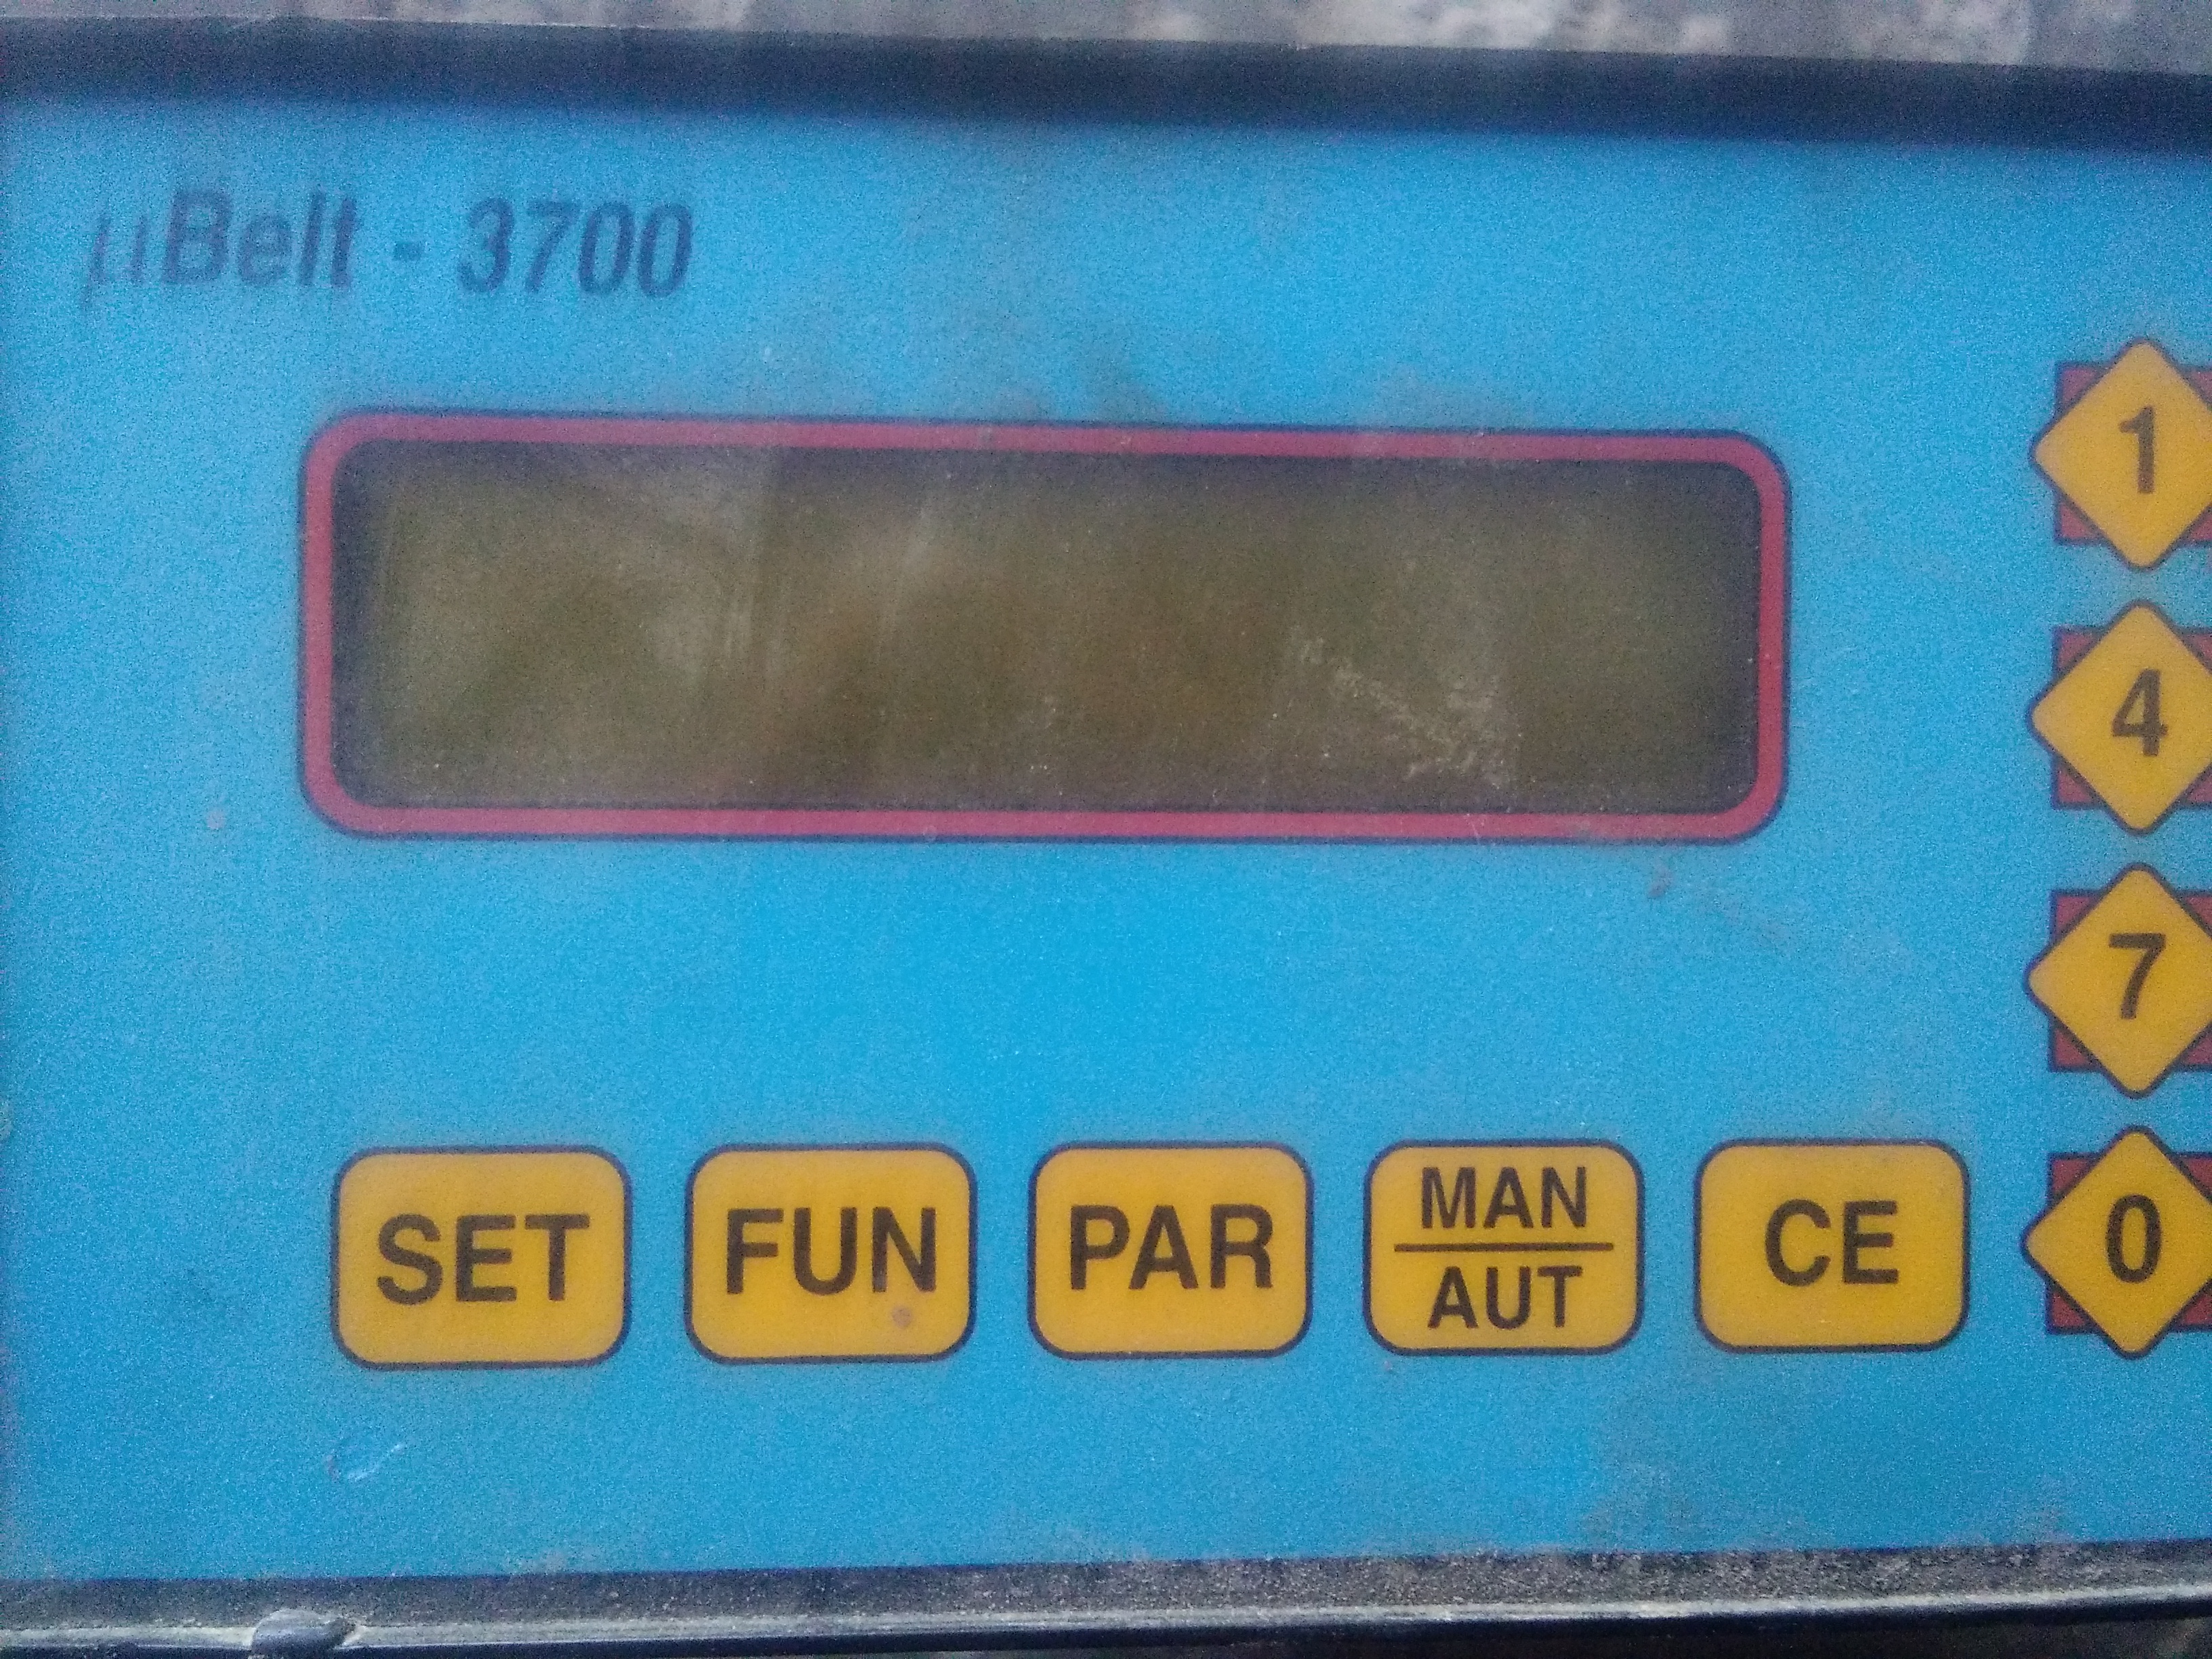 µBelt - 3700
1
4
7
SET FUN PAR MAN CE 0
AUT